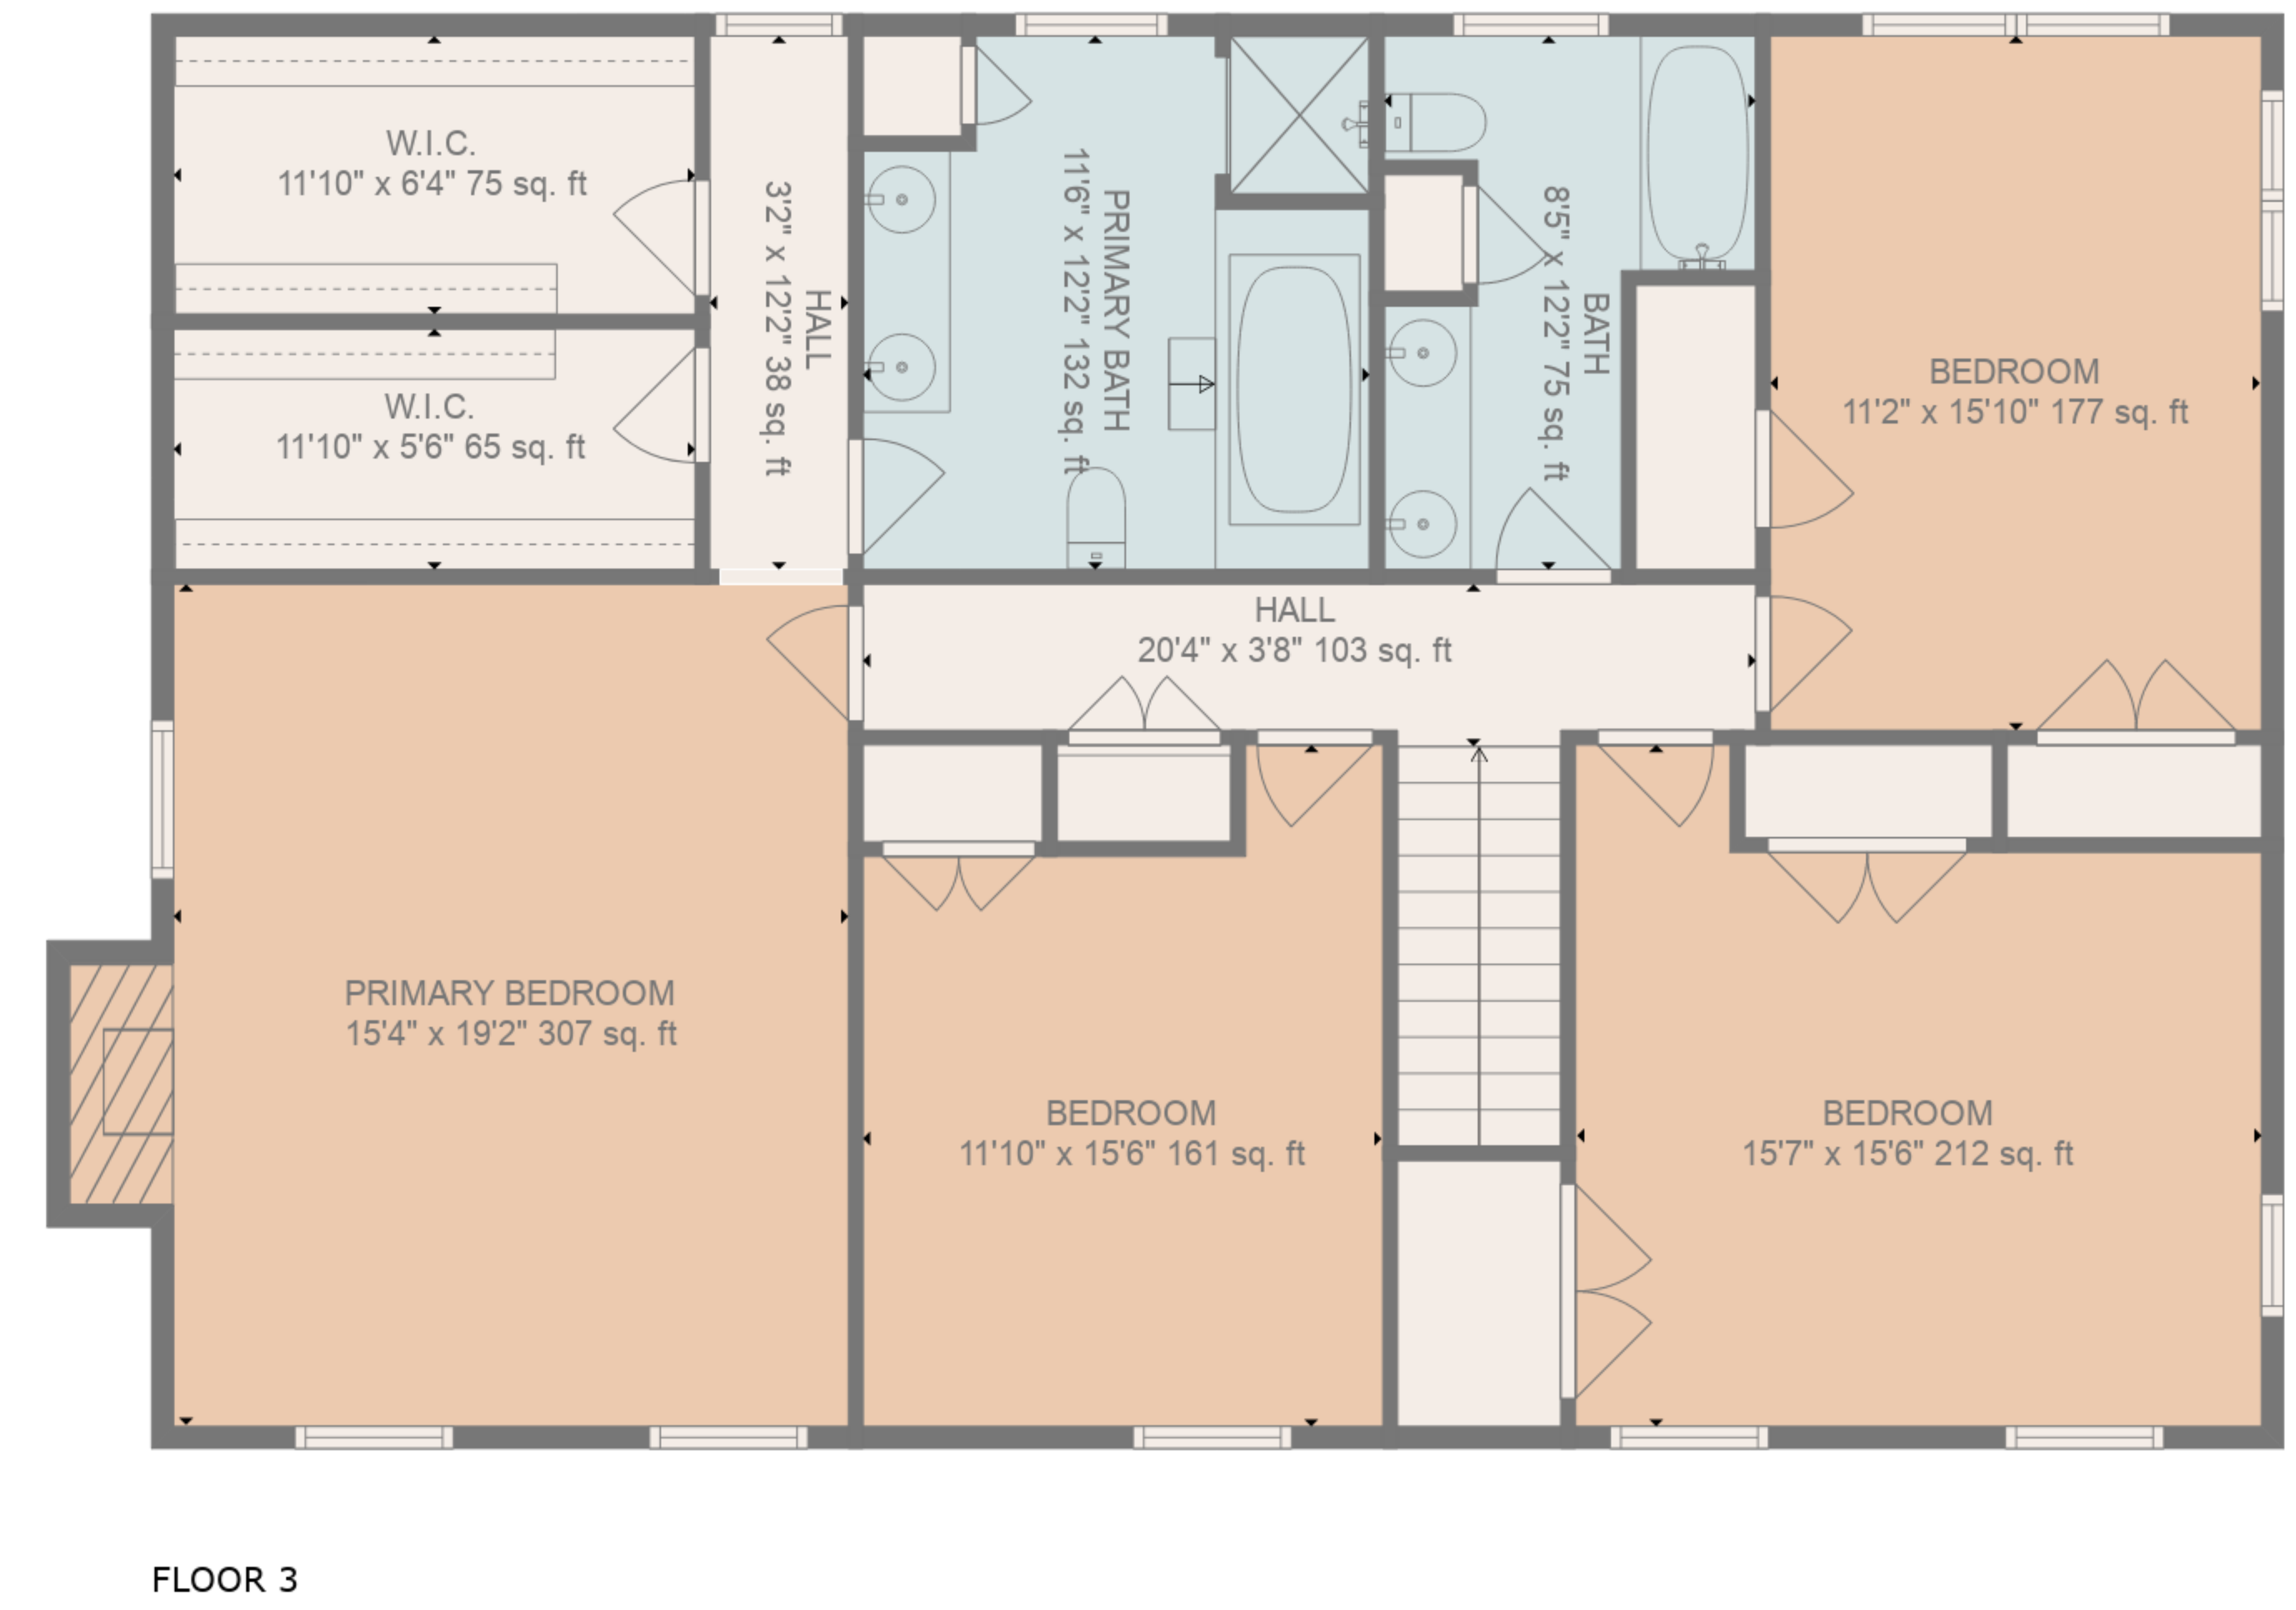 W.I.C.
11'10" x 6'4" 75 sq. ft
W.I.C.
11'10" x 5'6" 65 sq. ft
HALL
3'2" x 12'2" 38 sq. ft
PRIMARY BATH
11'6" x 12'2" 132 sq. ft
BATH
8'5" x 12'2" 75 sq. ft
BEDROOM
11'2" x 15'10" 177 sq. ft
HALL
20'4" x 3'8" 103 sq. ft
PRIMARY BEDROOM
15'4" x 19'2" 307 sq. ft
BEDROOM
11'10" x 15'6" 161 sq. ft
BEDROOM
15'7" x 15'6" 212 sq. ft
FLOOR 3